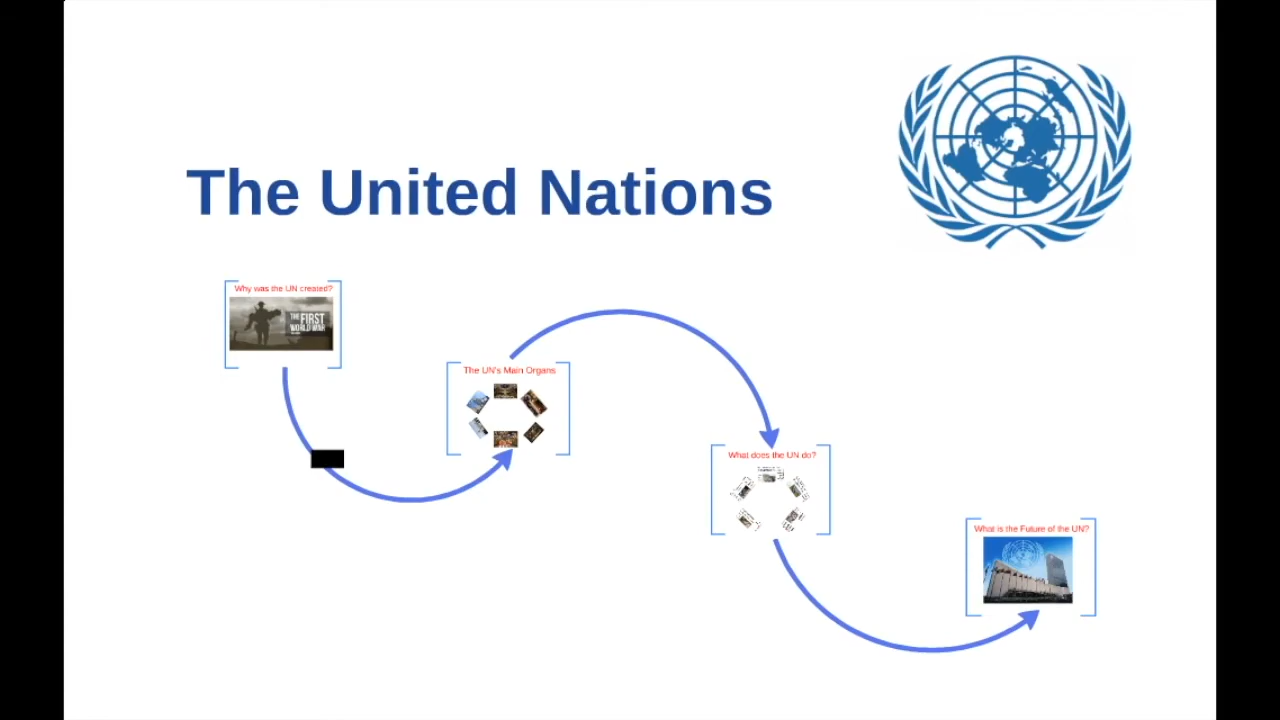 The United Nations
Why was the UN created?
THE FIRST
WORLD WAR
The UN's Main Organs
What does the UN do?
What is the Future of the UN?